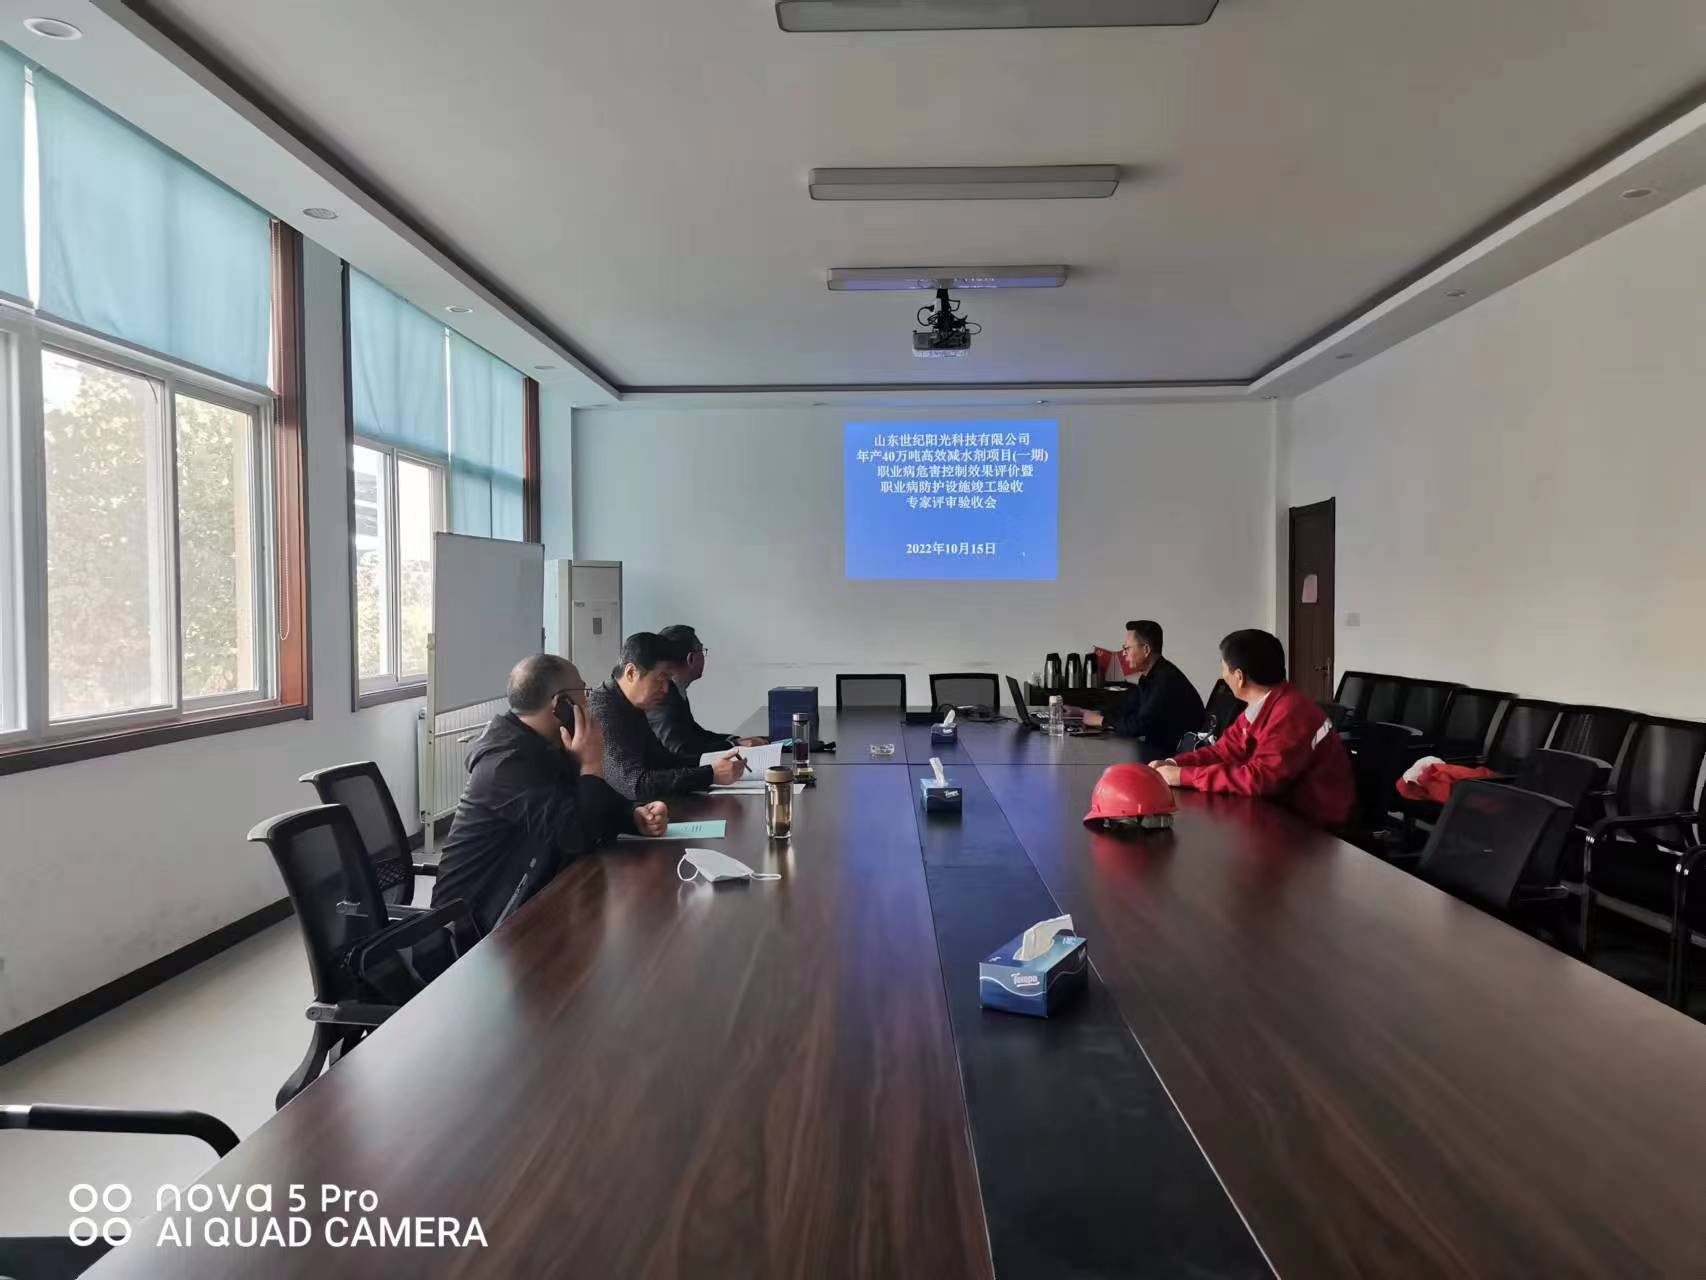 山东世纪阳光科技有限公司
年产40万吨高效减水剂项目(一期)
职业病危害控制效果评价暨
职业病防护设施竣工验收
专家评审验收会
2022年10月15日
Tempo
Tempo
nova 5 Pro
AI QUAD CAMERA